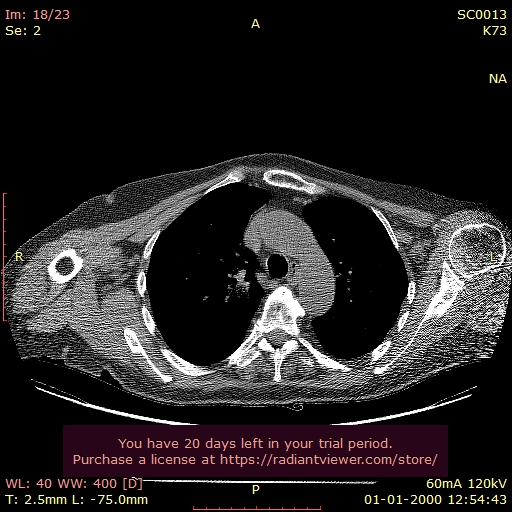 Im: 18/23
Se: 2
A
SC0013
K73
NA
R
L
You have 20 days left in your trial period.
Purchase a license at https://radiantviewer.com/store/
WL: 40 WW: 400 [D]
T: 2.5mm L: -75.0mm
P
60mA 120kV
01-01-2000 12:54:43